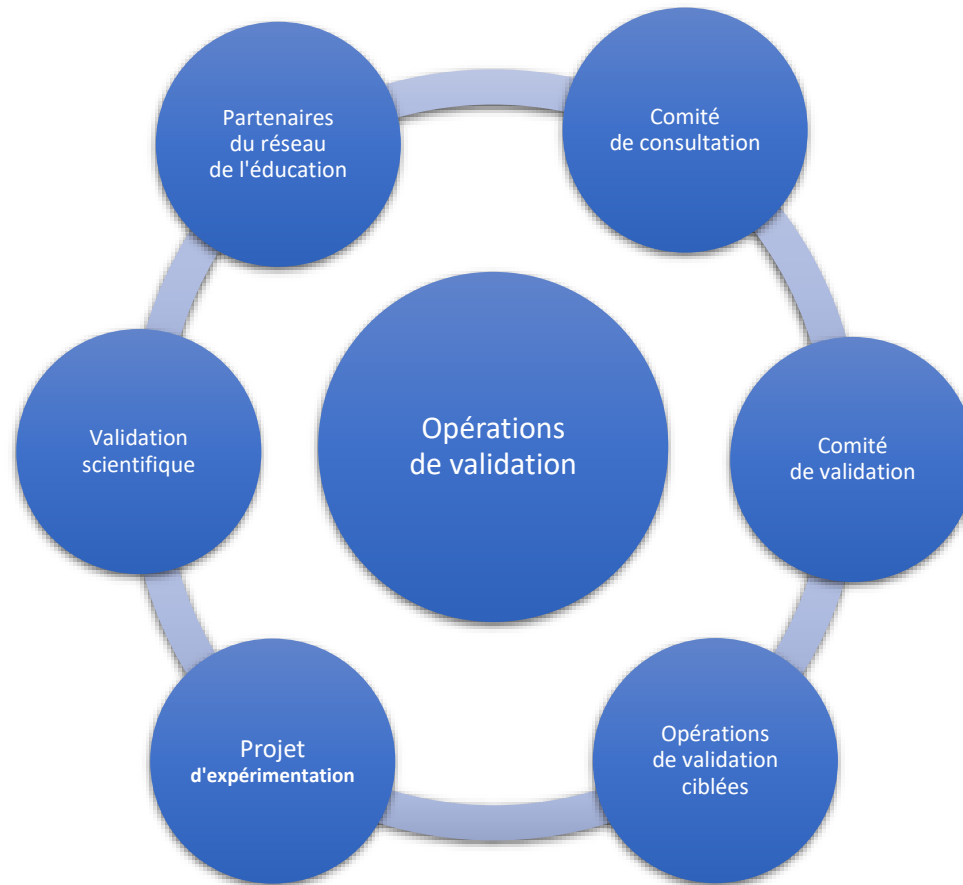 Partenaires
du réseau
de l'éducation
Comité
de consultation
Validation
scientifique
Opérations
de validation
Comité
de validation
Projet
d'expérimentation
Opérations
de validation
ciblées